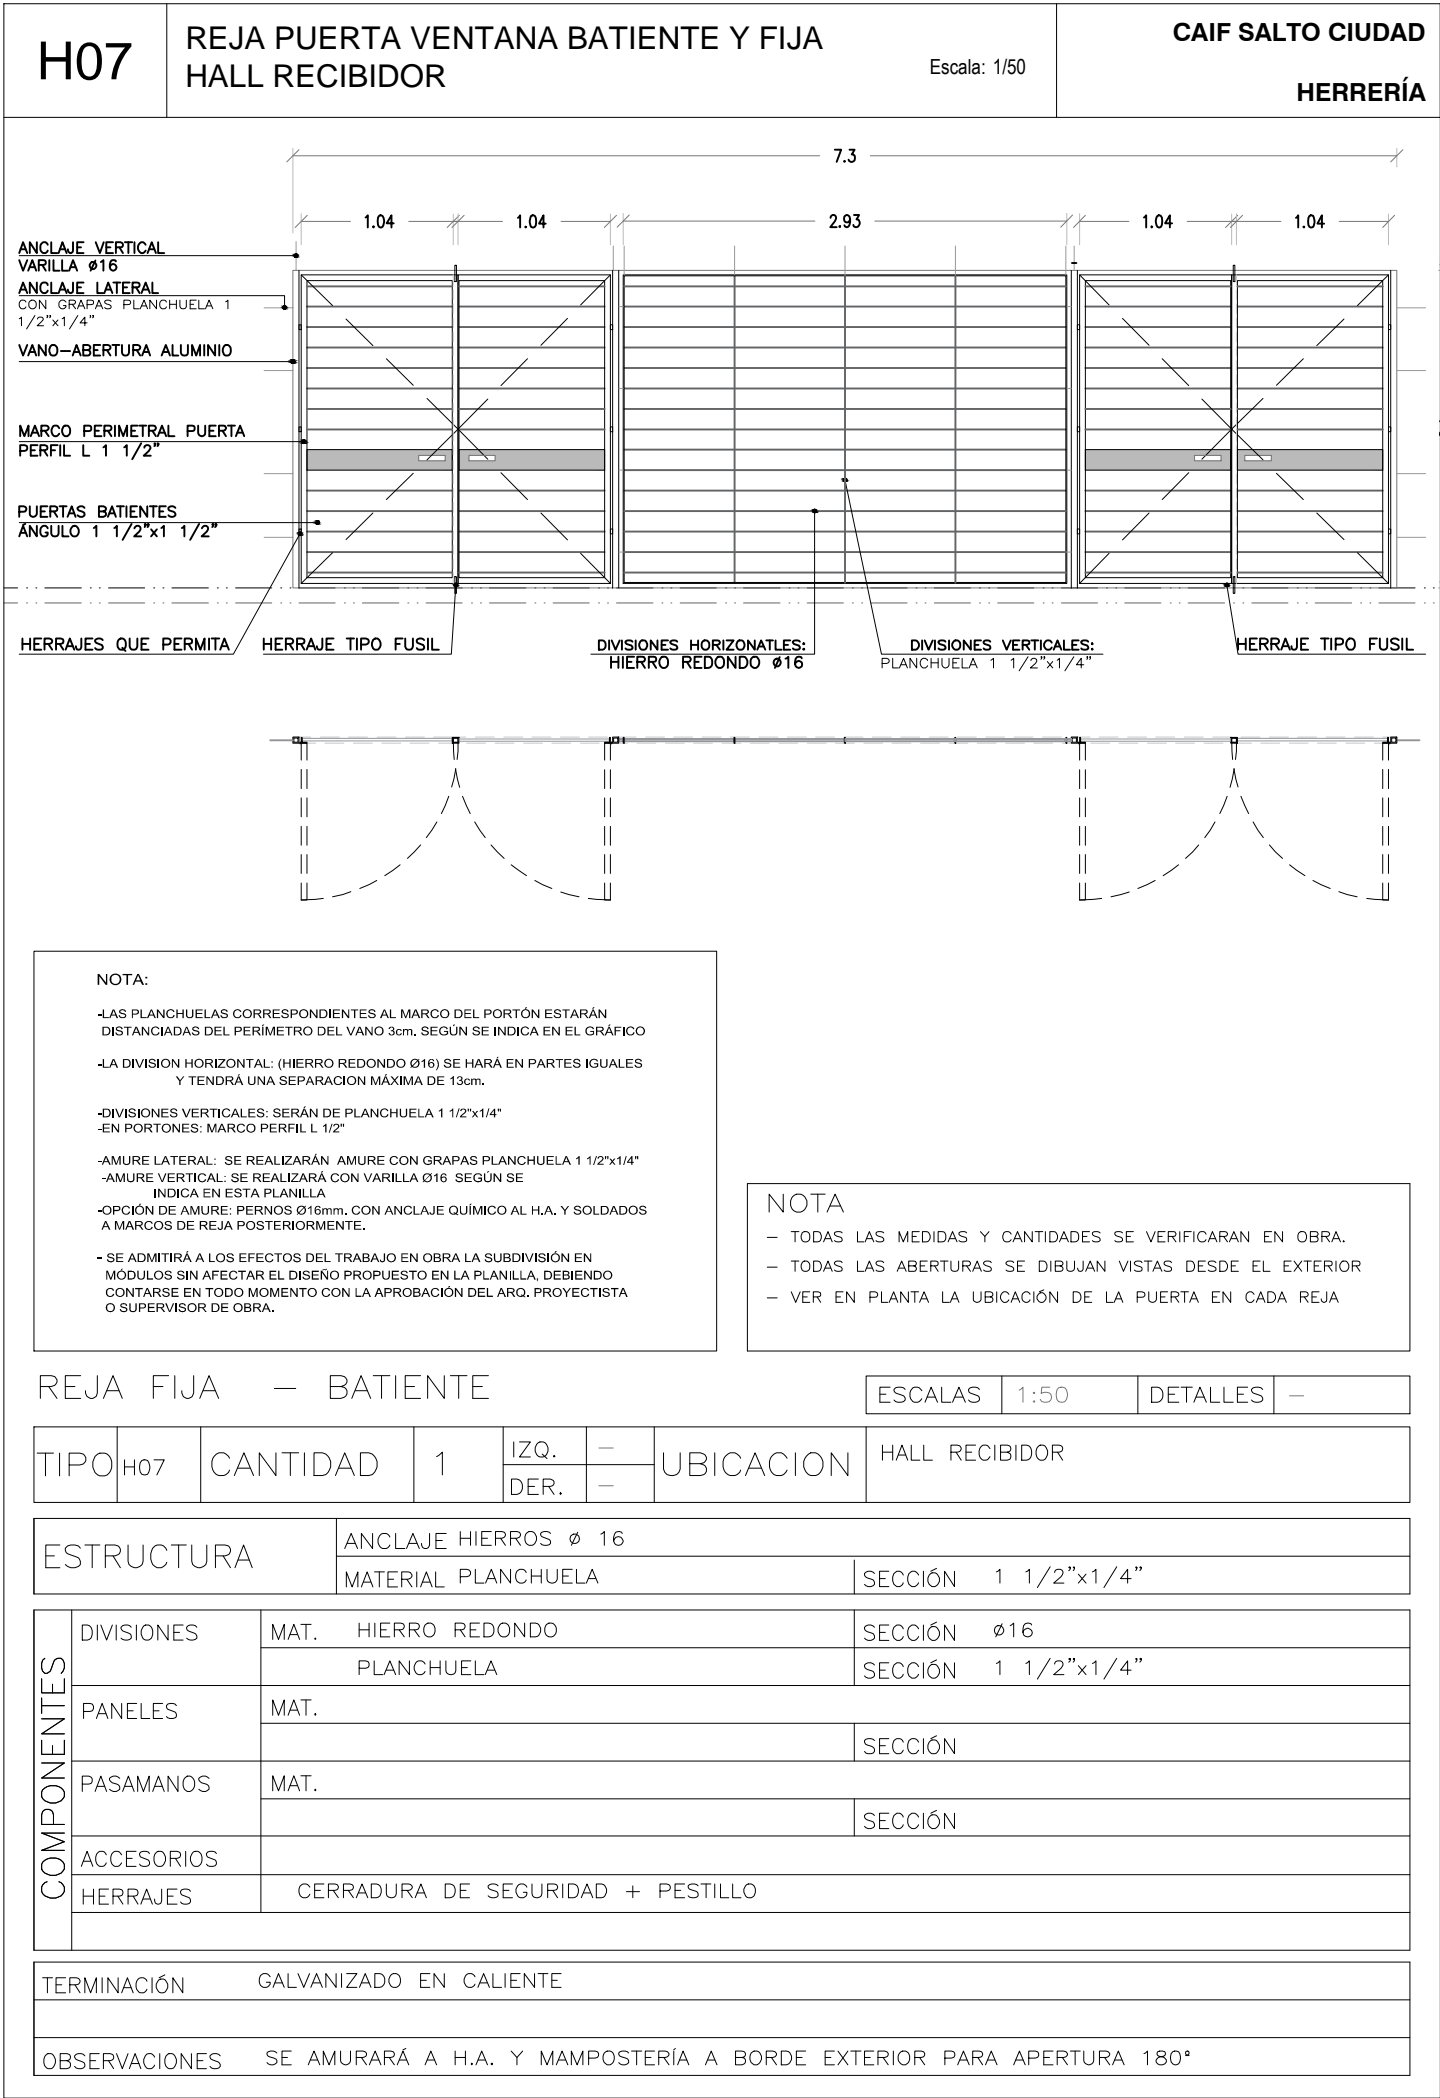 H07
REJA PUERTA VENTANA BATIENTE Y FIJA
HALL RECIBIDOR
Escala: 1/50
CAIF SALTO CIUDAD
HERRERÍA
7.3
1.04
1.04
2.93
1.04
1.04
ANCLAJE VERTICAL
VARILLA ø16
ANCLAJE LATERAL
CON GRAPAS PLANCHUELA 1
1/2"x1/4"
VANO-ABERTURA ALUMINIO
MARCO PERIMETRAL PUERTA
PERFIL L 1 1/2"
PUERTAS BATIENTES
ÁNGULO 1 1/2"x1 1/2"
HERRAJES QUE PERMITA
HERRAJE TIPO FUSIL
DIVISIONES HORIZONATLES:
HIERRO REDONDO ø16
DIVISIONES VERTICALES:
PLANCHUELA 1 1/2"x1/4"
HERRAJE TIPO FUSIL
NOTA:
-LAS PLANCHUELAS CORRESPONDIENTES AL MARCO DEL PORTÓN ESTARÁN
DISTANCIADAS DEL PERÍMETRO DEL VANO 3cm. SEGÚN SE INDICA EN EL GRÁFICO
-LA DIVISION HORIZONTAL: (HIERRO REDONDO Ø16) SE HARÁ EN PARTES IGUALES
Y TENDRÁ UNA SEPARACION MÁXIMA DE 13cm.
-DIVISIONES VERTICALES: SERÁN DE PLANCHUELA 1 1/2"x1/4"
-EN PORTONES: MARCO PERFIL L 1/2"
-AMURE LATERAL: SE REALIZARÁN AMURE CON GRAPAS PLANCHUELA 1 1/2"x1/4"
-AMURE VERTICAL: SE REALIZARÁ CON VARILLA Ø16 SEGÚN SE
INDICA EN ESTA PLANILLA
-OPCIÓN DE AMURE: PERNOS Ø16mm. CON ANCLAJE QUÍMICO AL H.A. Y SOLDADOS
A MARCOS DE REJA POSTERIORMENTE.
- SE ADMITIRÁ A LOS EFECTOS DEL TRABAJO EN OBRA LA SUBDIVISIÓN EN
MÓDULOS SIN AFECTAR EL DISEÑO PROPUESTO EN LA PLANILLA, DEBIENDO
CONTARSE EN TODO MOMENTO CON LA APROBACIÓN DEL ARQ. PROYECTISTA
O SUPERVISOR DE OBRA.
NOTA
- TODAS LAS MEDIDAS Y CANTIDADES SE VERIFICARAN EN OBRA.
- TODAS LAS ABERTURAS SE DIBUJAN VISTAS DESDE EL EXTERIOR
- VER EN PLANTA LA UBICACIÓN DE LA PUERTA EN CADA REJA
REJA FIJA - BATIENTE
ESCALAS 1:50 DETALLES -
TIPO H07 CANTIDAD 1 IZQ. - UBICACION HALL RECIBIDOR
DER. -
ESTRUCTURA ANCLAJE HIERROS ø 16
MATERIAL PLANCHUELA SECCIÓN 1 1/2"x1/4"
COMPONENTES
DIVISIONES MAT. HIERRO REDONDO SECCIÓN ø16
PLANCHUELA SECCIÓN 1 1/2"x1/4"
PANELES MAT.
SECCIÓN
PASAMANOS MAT.
SECCIÓN
ACCESORIOS
HERRAJES CERRADURA DE SEGURIDAD + PESTILLO
TERMINACIÓN GALVANIZADO EN CALIENTE
OBSERVACIONES SE AMURARÁ A H.A. Y MAMPOSTERÍA A BORDE EXTERIOR PARA APERTURA 180°